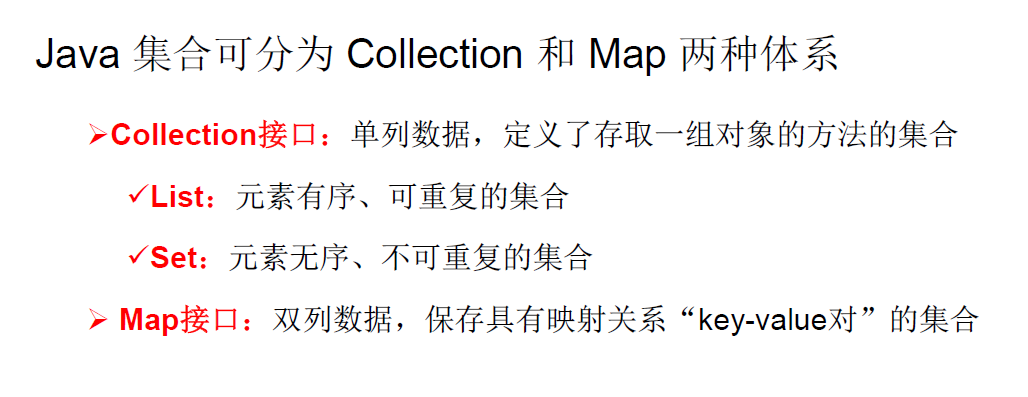 Java 集合可分为 Collection 和 Map 两种体系
➢Collection接口：单列数据，定义了存取一组对象的方法的集合
✓List：元素有序、可重复的集合
✓Set：元素无序、不可重复的集合
➢ Map接口：双列数据，保存具有映射关系“key-value对”的集合